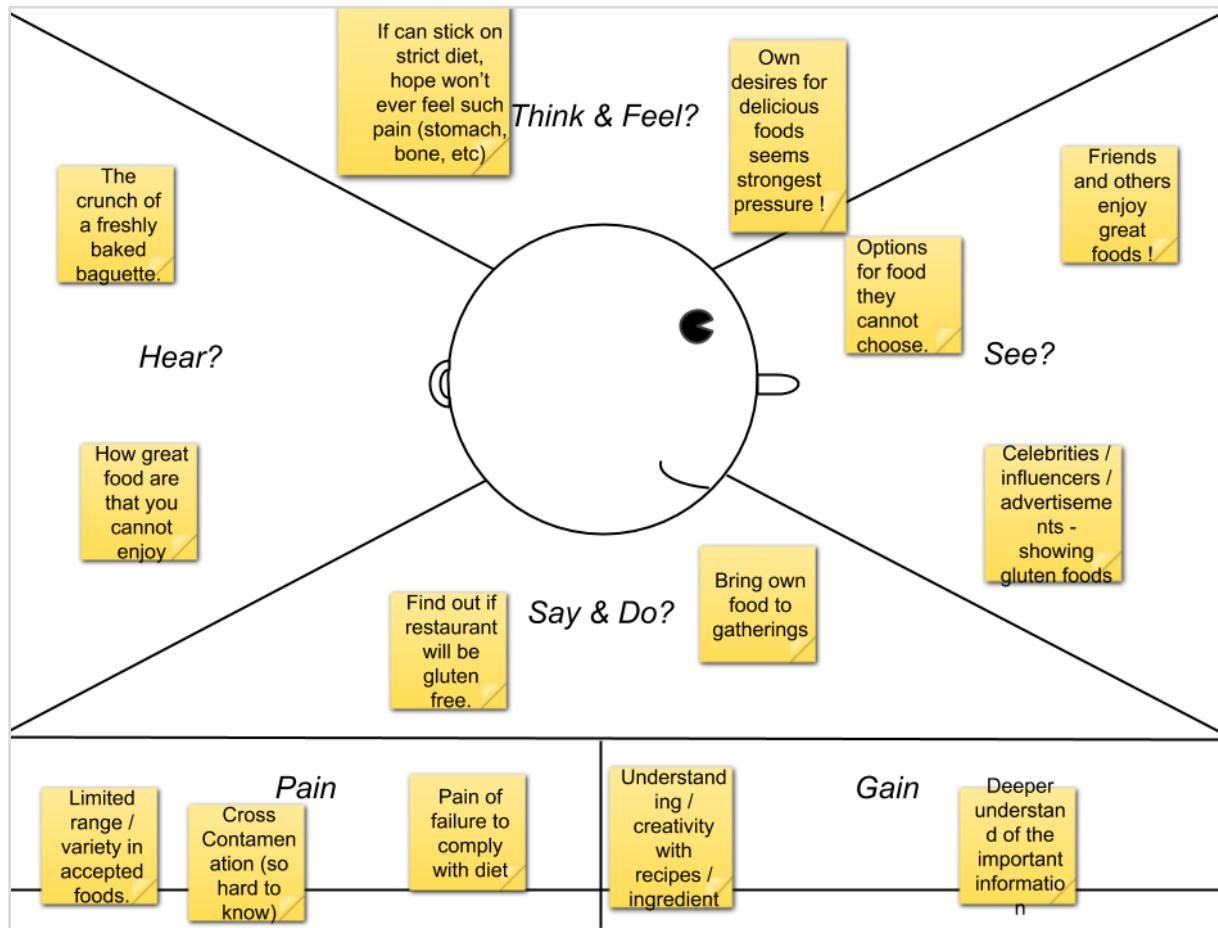 If can stick on
strict diet,
hope won't
ever feel such
pain (stomach,
bone, etc)
Think & Feel?
Own
desires for
delicious
foods
seems
strongest
pressure !
The
crunch of
a freshly
baked
baguette.
Hear?
How great
food are
that you
cannot
enjoy
Friends
and others
enjoy
great
foods !
Options
for food
they
cannot
choose.
See?
Celebrities /
influencers /
advertiseme
nts -
showing
gluten foods
Say & Do?
Find out if
restaurant
will be
gluten
free.
Bring own
food to
gatherings
Pain
Limited
range /
variety in
accepted
foods.
Cross
Contamen
ation (so
hard to
know)
Pain of
failure to
comply
with diet
Gain
Understand
ing /
creativity
with
recipes /
ingredient
Deeper
understan
d of the
important
informatio
n